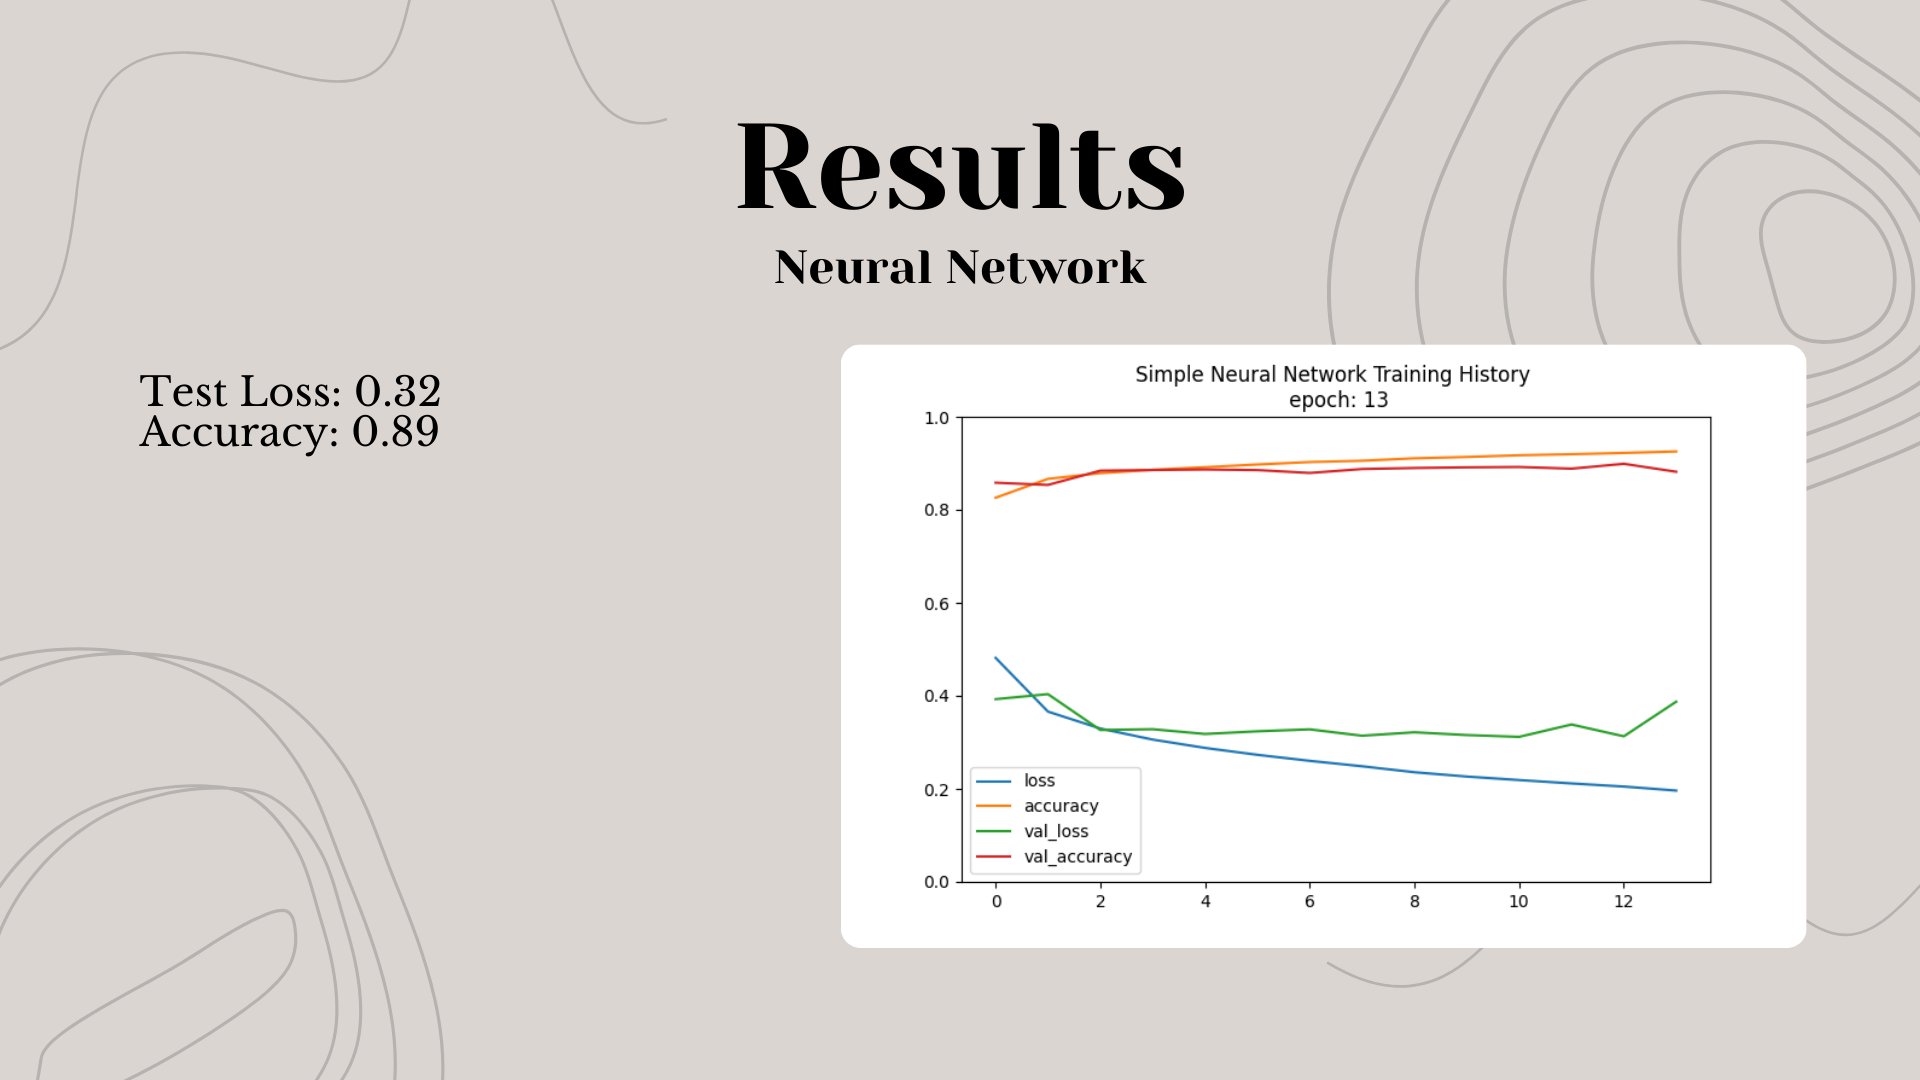 Results
Neural Network
Test Loss: 0.32
Accuracy: 0.89
Simple Neural Network Training History
epoch: 13
1.0
0.8
0.6
0.4
0.2
0.0
loss
accuracy
val_loss
val_accuracy
0 2 4 6 8 10 12